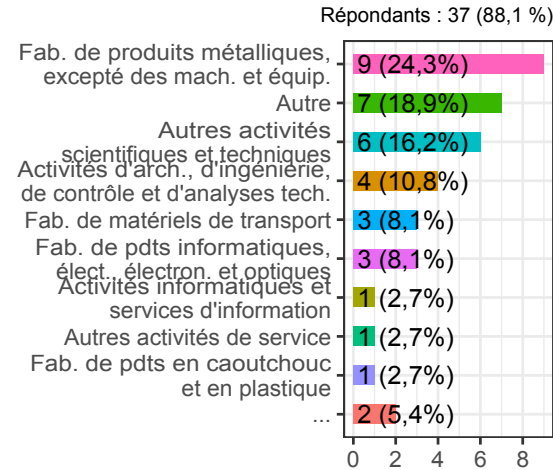 Répondants : 37 (88,1 %)
Fab. de produits métalliques,
excepté des mach. et équip.
9 (24,3%)
Autre
7 (18,9%)
Autres activités
scientifiques et techniques
6 (16,2%)
Activités d'arch., d'ingénierie,
de contrôle et d'analyses tech.
4 (10,8%)
Fab. de matériels de transport
3 (8,1%)
Fab. de pdts informatiques,
élect., électron. et optiques
3 (8,1%)
Activités informatiques et
services d'information
1 (2,7%)
Autres activités de service
1 (2,7%)
Fab. de pdts en caoutchouc
et en plastique
1 (2,7%)
...
2 (5,4%)
0 2 4 6 8